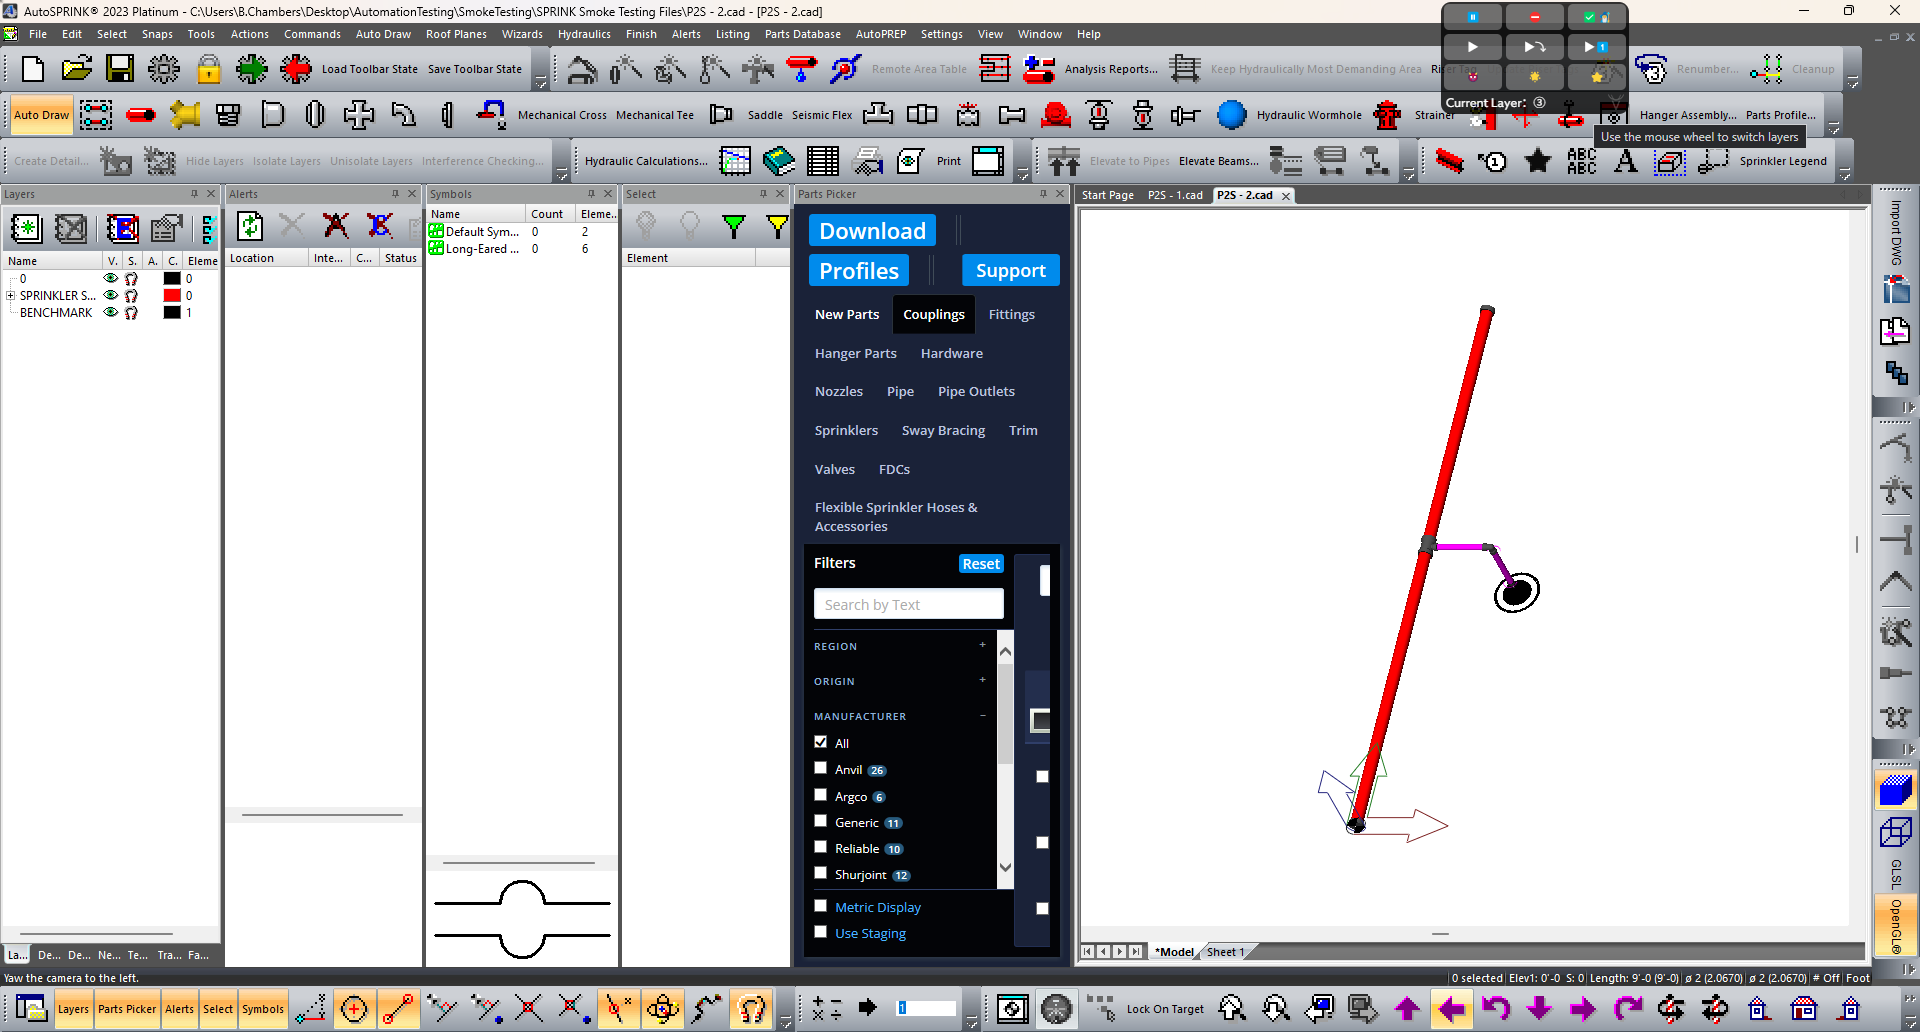 AutoSPRINK® 2023 Platinum - C:\Users\B.Chambers\Desktop\AutomationTesting\SmokeTesting\SPRINK Smoke Testing Files\P2S - 2.cad - [P2S - 2.cad]
File Edit Select Snaps Tools Actions Commands Auto Draw Roof Planes Wizards Hydraulics Finish Alerts Listing Parts Database AutoPREP Settings View Window Help
Load Toolbar State Save Toolbar State Remote Area Table Analysis Reports... Keep Hydraulically Most Demanding Area Renumber... Cleanup
Current Layer: ③
Auto Draw Mechanical Cross Mechanical Tee Saddle Seismic Flex Hydraulic Wormhole Strainer Hanger Assembly... Parts Profile...
Use the mouse wheel to switch layers
Create Detail... Hide Layers Isolate Layers Unisolate Layers Interference Checking... Hydraulic Calculations... Print Elevate to Pipes Elevate Beams... ABC ABC Sprinkler Legend
Layers
Name V. S. A. C. Eleme
0 0
SPRINKLER S... 0
BENCHMARK 1
La... De... De... Ne... Te... Tra... Fa...
Alerts
Location Inte... C... Status
Symbols
Name Count Eleme..
Default Sym... 0 2
Long-Eared ... 0 6
Select
Element
Parts Picker
Download
Profiles
Support
New Parts Couplings Fittings
Hanger Parts Hardware
Nozzles Pipe Pipe Outlets
Sprinklers Sway Bracing Trim
Valves FDCs
Flexible Sprinkler Hoses &
Accessories
Filters Reset
Search by Text
REGION +
ORIGIN +
MANUFACTURER −
All
Anvil 26
Argco 6
Generic 11
Reliable 10
Shurjoint 12
Metric Display
Use Staging
Start Page P2S - 1.cad P2S - 2.cad
*Model Sheet 1
Import DWG
GLSL
OpenGL®
Yaw the camera to the left.
0 selected Elev1: 0'-0 S: 0 Length: 9'-0 (9'-0) ø 2 (2.0670) ø 2 (2.0670) # Off Foot
Layers Parts Picker Alerts Select Symbols 1 Lock On Target